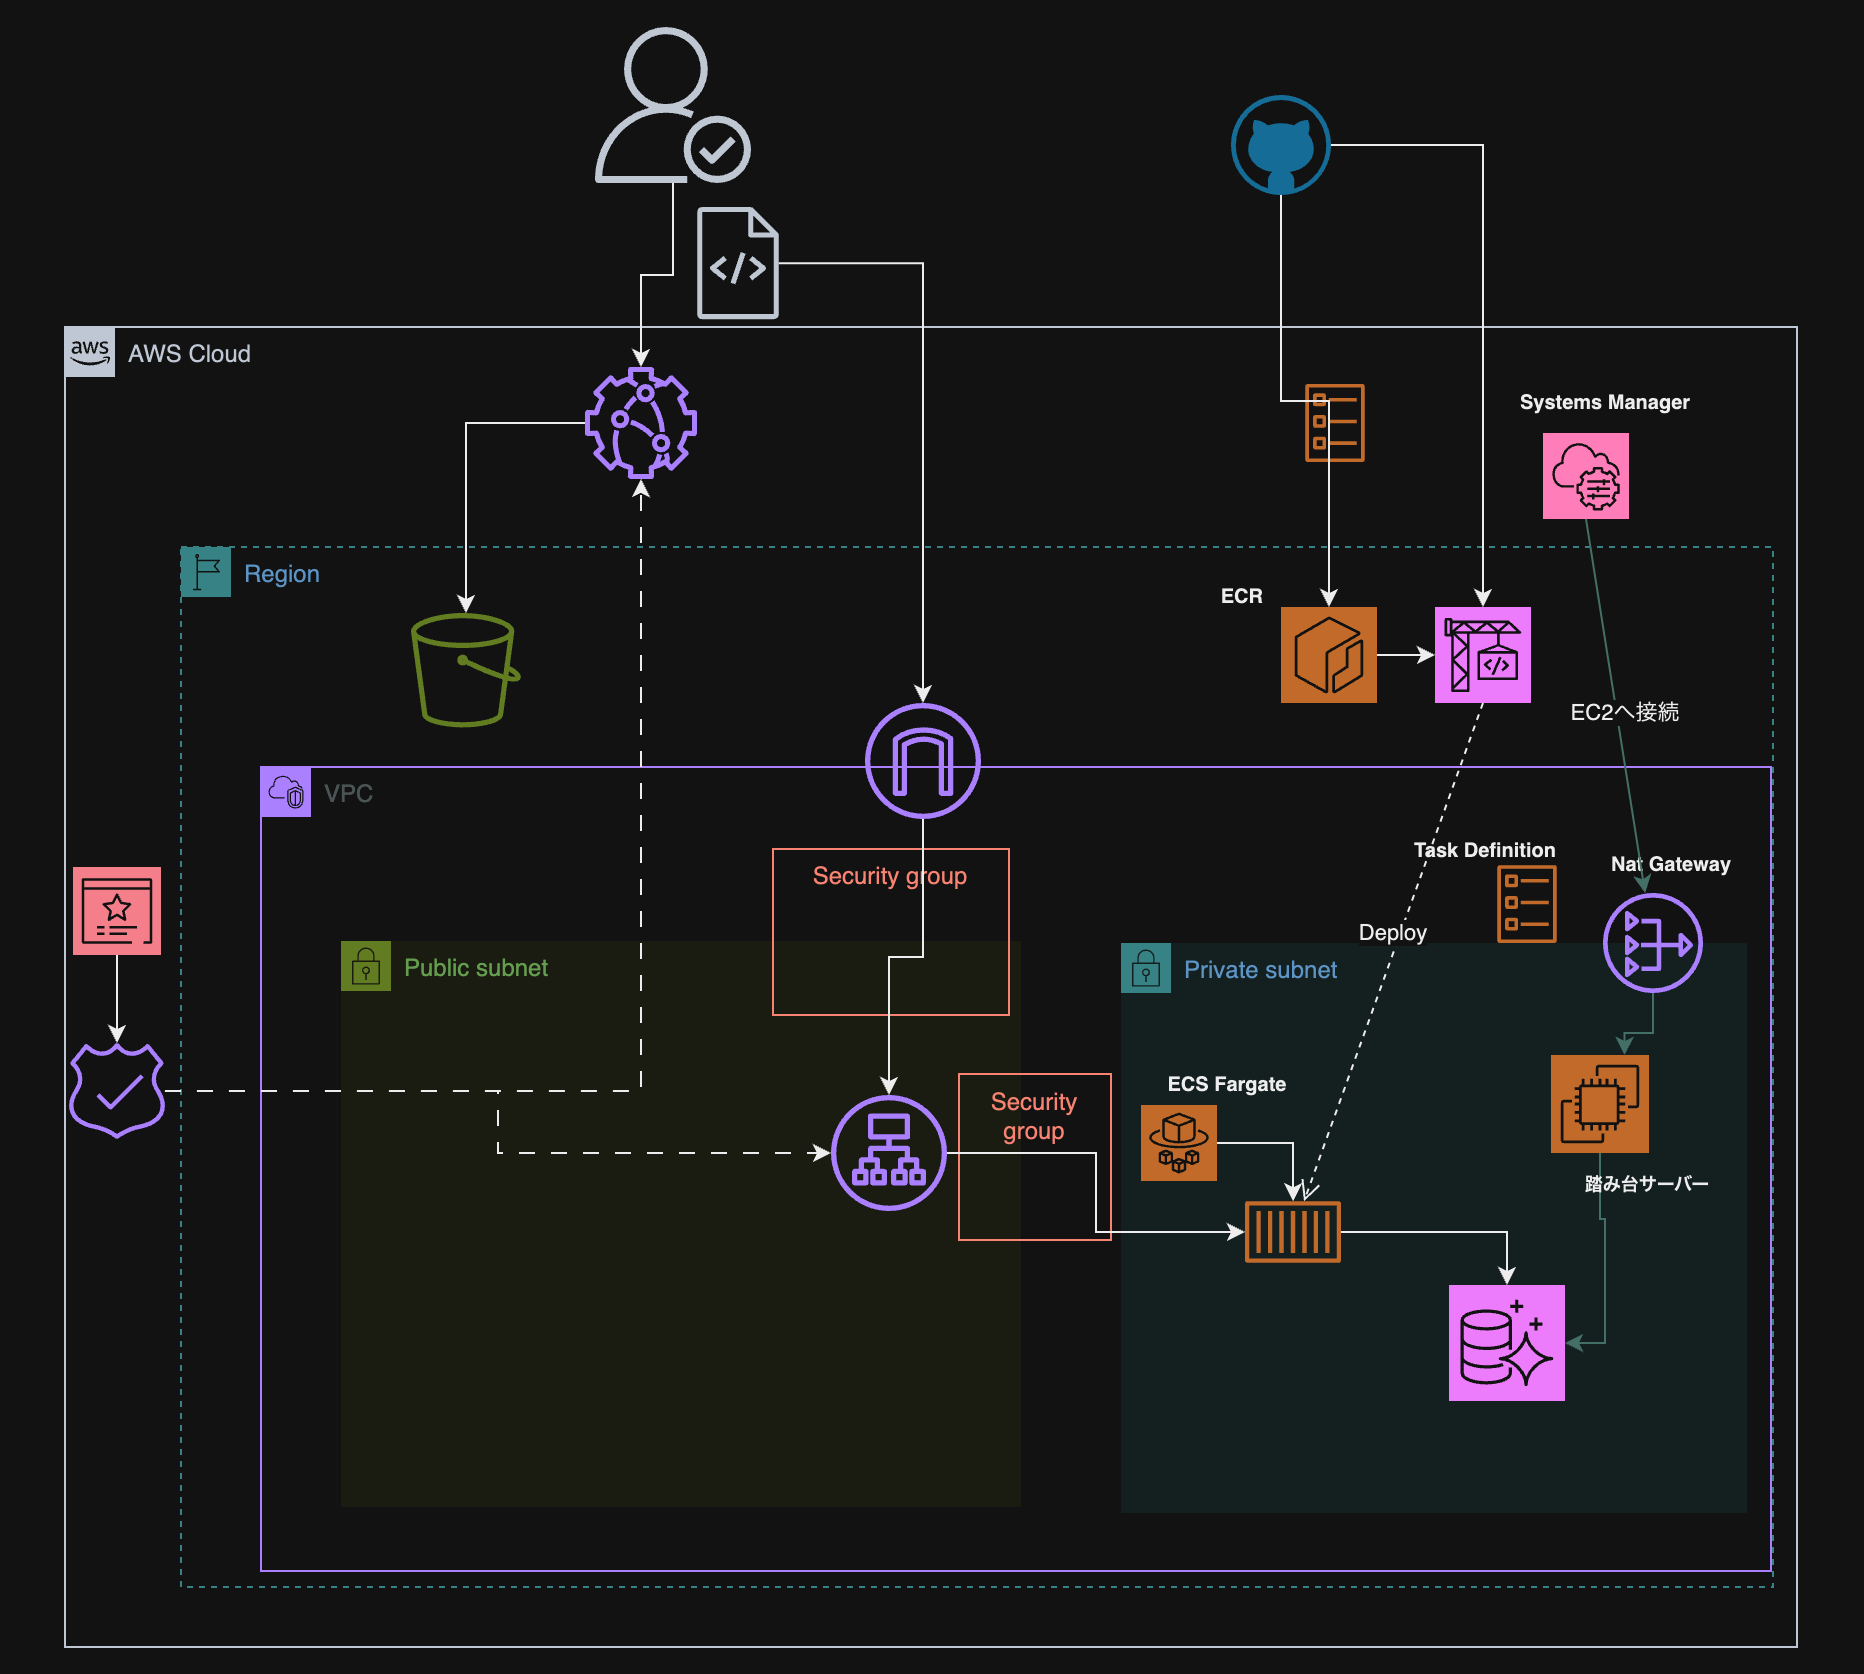 </>
aws
AWS Cloud
Systems Manager
Region
ECR
</>
EC2へ接続
VPC
Task Definition
Nat Gateway
Security group
Deploy
Public subnet
Private subnet
ECS Fargate
Security
group
踏み台サーバー